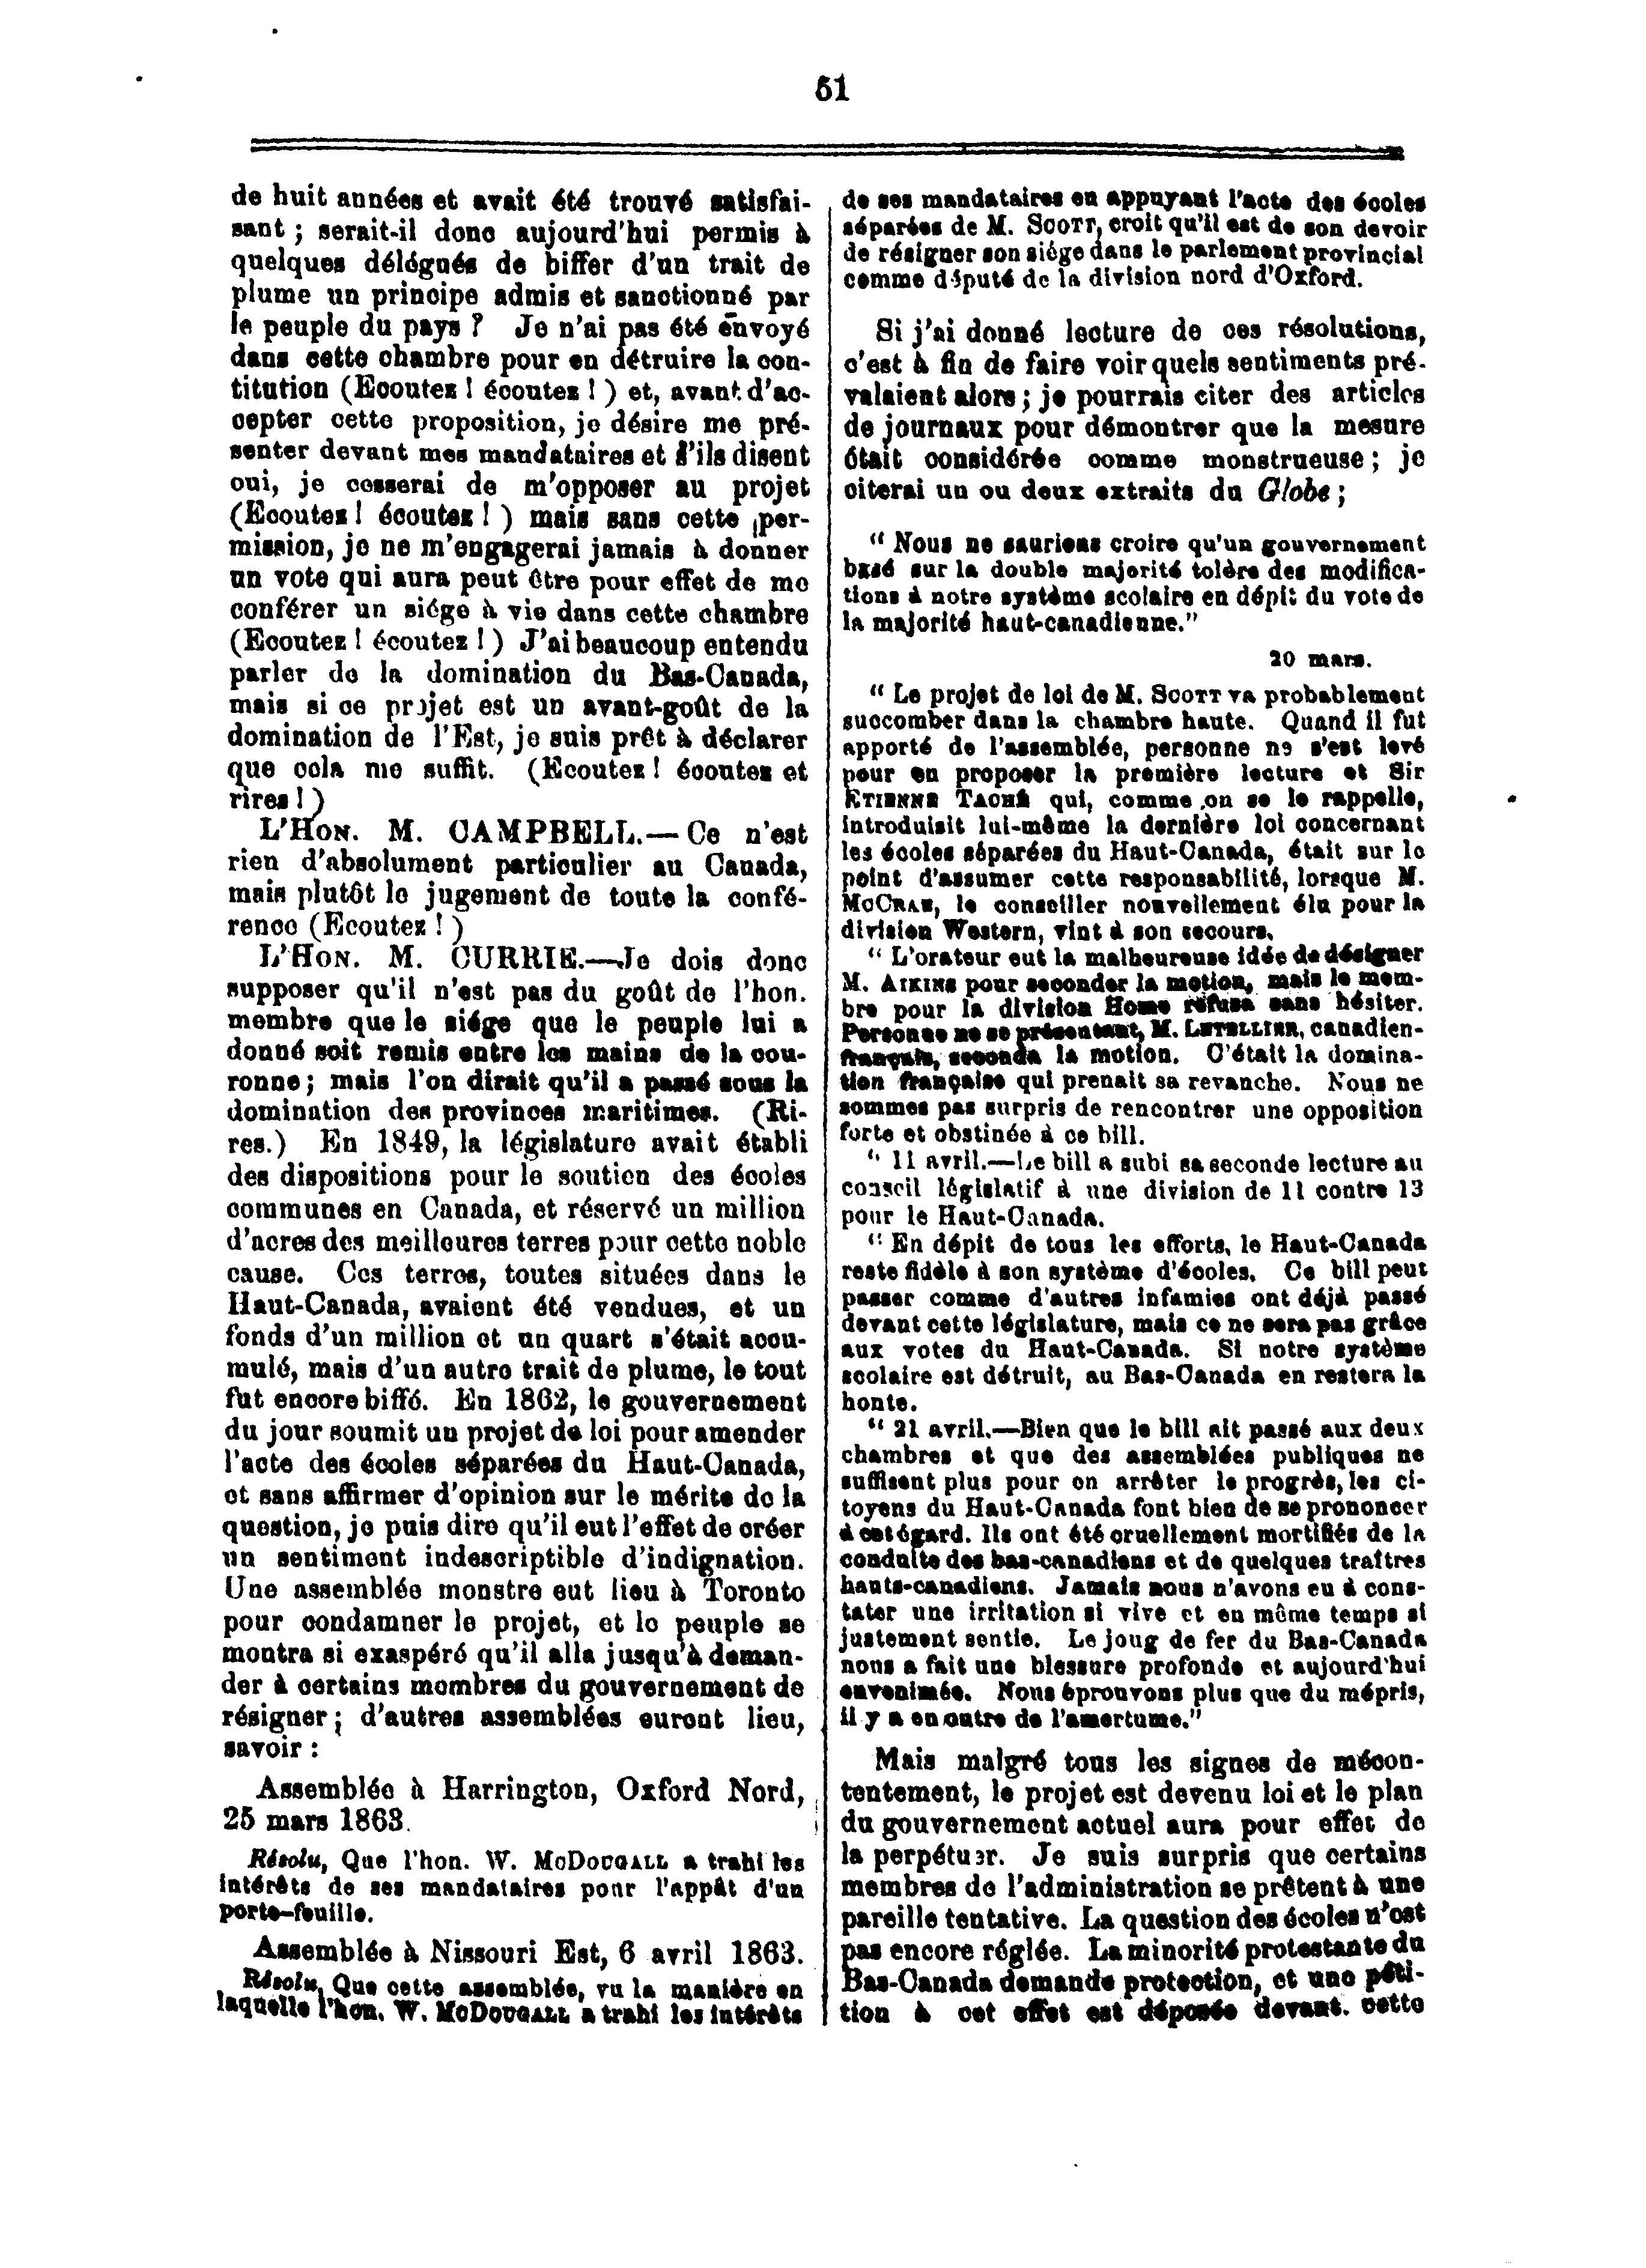 51
de huit années et avait été trouvé satisfai-
sant ; serait-il donc aujourd'hui permis à
quelques délégués de biffer d'un trait de
plume un principe admis et sanctionné par
le peuple du pays ? Je n'ai pas été envoyé
dans cette chambre pour en détruire la con-
titution (Ecoutez ! écoutez ! ) et, avant d'ac-
cepter cette proposition, je désire me pré-
senter devant mes mandataires et s'ils disent
oui, je cesserai de m'opposer au projet
(Ecoutez ! écoutez ! ) mais sans cette per-
mission, je ne m'engagerai jamais à donner
un vote qui aura peut être pour effet de me
conférer un siége à vie dans cette chambre
(Ecoutez ! écoutez ! ) J'ai beaucoup entendu
parler de la domination du Bas-Canada,
mais si ce projet est un avant-goût de la
domination de l'Est, je suis prêt à déclarer
que cela me suffit. (Ecoutez ! écoutez et
rires ! )
L'HON. M. CAMPBELL.— Ce n'est
rien d'absolument particulier au Canada,
mais plutôt le jugement de toute la confé-
rence (Ecoutez ! )
L'HON. M. CURRIE.—Je dois donc
supposer qu'il n'est pas du goût de l'hon.
membre que le siége que le peuple lui a
donné soit remis entre les mains de la cou-
ronne ; mais l'on dirait qu'il a passé sous la
domination des provinces maritimes. (Ri-
res.) En 1849, la législature avait établi
des dispositions pour le soutien des écoles
communes en Canada, et réservé un million
d'acres des meilleures terres pour cette noble
cause. Ces terres, toutes situées dans le
Haut-Canada, avaient été vendues, et un
fonds d'un million et un quart s'était accu-
mulé, mais d'un autre trait de plume, le tout
fut encore biffé. En 1862, le gouvernement
du jour soumit un projet de loi pour amender
l'acte des écoles séparées du Haut-Canada,
et sans affirmer d'opinion sur le mérite de la
question, je puis dire qu'il eut l'effet de créer
un sentiment indescriptible d'indignation.
Une assemblée monstre eut lieu à Toronto
pour condamner le projet, et le peuple se
montra si exaspéré qu'il alla jusqu'à deman-
der à certains membres du gouvernement de
résigner ; d'autres assemblées eurent lieu,
savoir :
Assemblée à Harrington, Oxford Nord,
25 mars 1863.
Résolu, Que l'hon. W. McDOUGALL a trahi les
intérêts de ses mandataires pour l'appât d'un
porte-feuille.
Assemblée à Nissouri Est, 6 avril 1863.
Résolu, Que cette assemblée, vu la manière en
laquelle l'hon. W. McDOUGALL a trahi les intérêts
de ses mandataires en appuyant l'acte des écoles
séparées de M. SCOTT, croit qu'il est de son devoir
de résigner son siége dans le parlement provincial
comme député de la division nord d'Oxford.
Si j'ai donné lecture de ces résolutions,
c'est à fin de faire voir quels sentiments pré-
valaient alors ; je pourrais citer des articles
de journaux pour démontrer que la mesure
était considérée comme monstrueuse ; je
citerai un ou deux extraits du Globe ;
" Nous ne saurions croire qu'un gouvernement
basé sur la double majorité tolère des modifica-
tions à notre système scolaire en dépit du vote de
la majorité haut-canadienne."
20 mars.
" Le projet de loi de M. SCOTT va probablement
succomber dans la chambre haute. Quand il fut
apporté de l'assemblée, personne ne s'est levé
pour en proposer la première lecture et Sir
ETIENNE TACHÉ qui, comme on se le rappelle,
introduisit lui-même la dernière loi concernant
les écoles séparées du Haut-Canada, était sur le
point d'assumer cette responsabilité, lorsque M.
McCRAE, le conseiller nouvellement élu pour la
division Western, vint à son secours.
" L'orateur eut la malheureuse idée de désigner
M. AIKINS pour seconder la motion, mais le mem-
bre pour la division Home refusa sans hésiter.
Personne ne se présentant, M. LETELLIER, canadien-
français, seconda la motion. C'était la domina-
tion française qui prenait sa revanche. Nous ne
sommes pas surpris de rencontrer une opposition
forte et obstinée à ce bill.
" 11 avril.—Le bill a subi sa seconde lecture au
conseil législatif à une division de 11 contre 13
pour le Haut-Canada.
" En dépit de tous les efforts, le Haut-Canada
reste fidèle à son système d'écoles. Ce bill peut
passer comme d'autres infamies ont déjà passé
devant cette législature, mais ce ne sera pas grâce
aux votes du Haut-Canada. Si notre système
scolaire est détruit, au Bas-Canada en restera la
honte.
" 21 avril.—Bien que le bill ait passé aux deux
chambres et que des assemblées publiques ne
suffisent plus pour en arrêter le progrès, les ci-
toyens du Haut-Canada font bien de se prononcer
à cet égard. Ils ont été cruellement mortifiés de la
conduite des bas-canadiens et de quelques traîtres
hauts-canadiens. Jamais nous n'avons eu à cons-
tater une irritation si vive et en même temps si
justement sentie. Le joug de fer du Bas-Canada
nous a fait une blessure profonde et aujourd'hui
envenimée. Nous éprouvons plus que du mépris,
il y a en outre de l'amertume."
Mais malgré tous les signes de mécon-
tentement, le projet est devenu loi et le plan
du gouvernement actuel aura pour effet de
la perpétuer. Je suis surpris que certains
membres de l'administration se prêtent à une
pareille tentative. La question des écoles n'est
pas encore réglée. La minorité protestante du
Bas-Canada demande protection, et une péti-
tion à cet effet est déposée devant cette